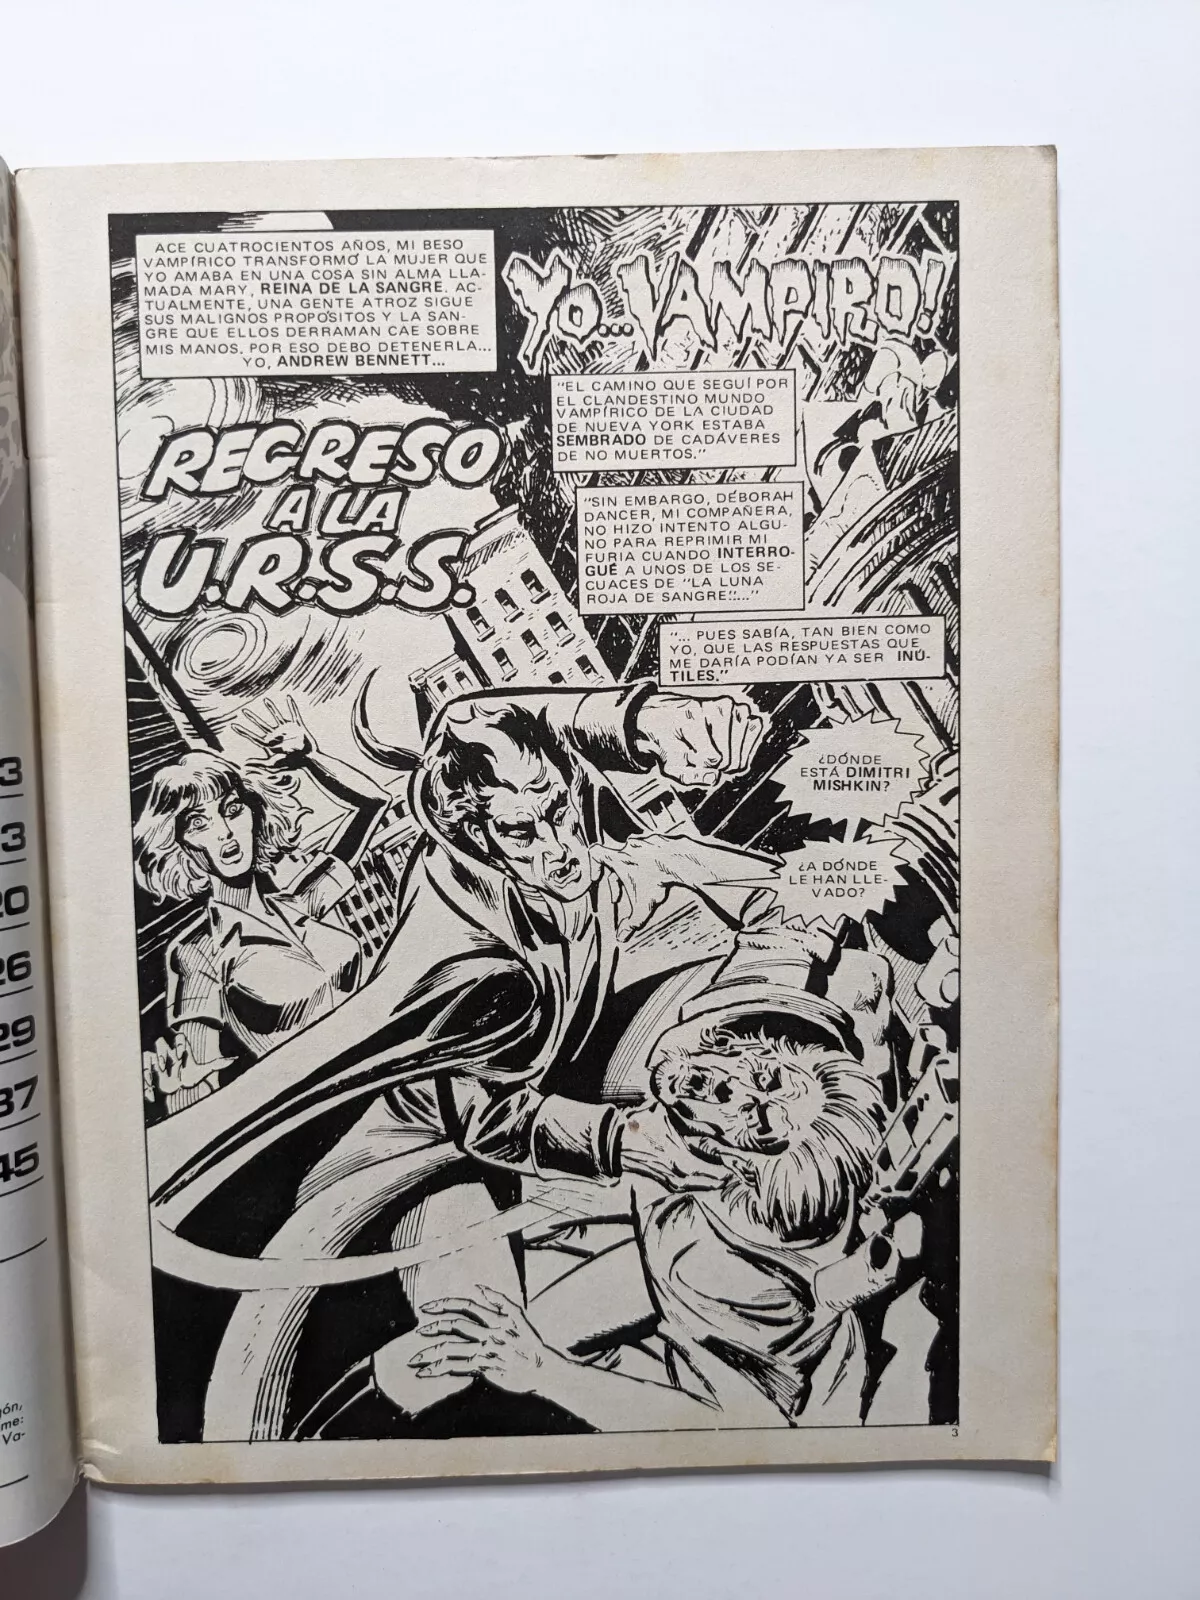 ACE CUATROCIENTOS AÑOS, MI BESO
VAMPÍRICO TRANSFORMÓ LA MUJER QUE
YO AMABA EN UNA COSA SIN ALMA LLA-
MADA MARY, REINA DE LA SANGRE. AC-
TUALMENTE, UNA GENTE ATROZ SIGUE
SUS MALIGNOS PROPÓSITOS Y LA SAN-
GRE QUE ELLOS DERRAMAN CAE SOBRE
MIS MANOS. POR ESO DEBO DETENERLA...
YO, ANDREW BENNETT...
YO... VAMPIRO!
REGRESO
A LA
U.R.S.S.
"EL CAMINO QUE SEGUÍ POR
EL CLANDESTINO MUNDO
VAMPÍRICO DE LA CIUDAD
DE NUEVA YORK ESTABA
SEMBRADO DE CADÁVERES
DE NO MUERTOS."
"SIN EMBARGO, DÉBORAH
DANCER, MI COMPAÑERA,
NO HIZO INTENTO ALGU-
NO PARA REPRIMIR MI
FURIA CUANDO INTERRO-
GUÉ A UNOS DE LOS SE-
CUACES DE "LA LUNA
ROJA DE SANGRE"..."
"... PUES SABÍA, TAN BIEN COMO
YO, QUE LAS RESPUESTAS QUE
ME DARÍA PODÍAN YA SER INÚ-
TILES."
¿DÓNDE
ESTÁ DIMITRI
MISHKIN?
¿A DÓNDE
LE HAN LLE-
VADO?
3
3
3
20
26
29
37
45
gón,
me:
Va-